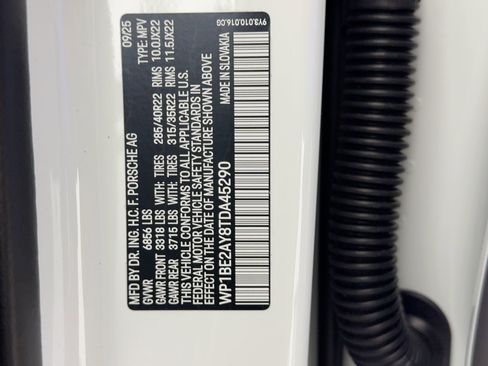 MFD BY DR. ING. H.C. F. PORSCHE AG 09/25
GVWR 6856 LBS TYPE: MPV
GAWR FRONT 3318 LBS WITH: TIRES 285/40R22 RIMS 10.0JX22
GAWR REAR 3715 LBS WITH: TIRES 315/35R22 RIMS 11.5JX22
THIS VEHICLE CONFORMS TO ALL APPLICABLE U.S.
FEDERAL MOTOR VEHICLE SAFETY STANDARDS IN
EFFECT ON THE DATE OF MANUFACTURE SHOWN ABOVE
WP1BE2AY8TDA45290 MADE IN SLOVAKIA
9Y3.010.016.GS